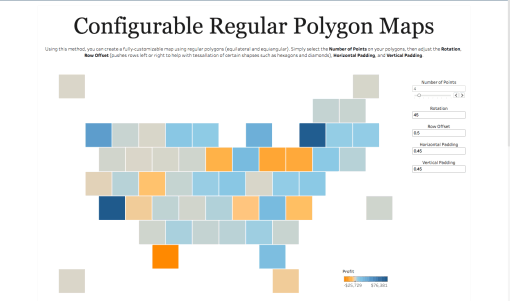 Configurable Regular Polygon Maps
Using this method, you can create a fully-customizable map using regular polygons (equilateral and equiangular). Simply select the Number of Points on your polygons, then adjust the Rotation,
Row Offset (pushes rows left or right to help with tessellation of certain shapes such as hexagons and diamonds), Horizontal Padding, and Vertical Padding.
Number of Points
4
Rotation
45
Row Offset
0.5
Horizontal Padding
0.45
Vertical Padding
0.45
Profit
-$25,729 $76,381